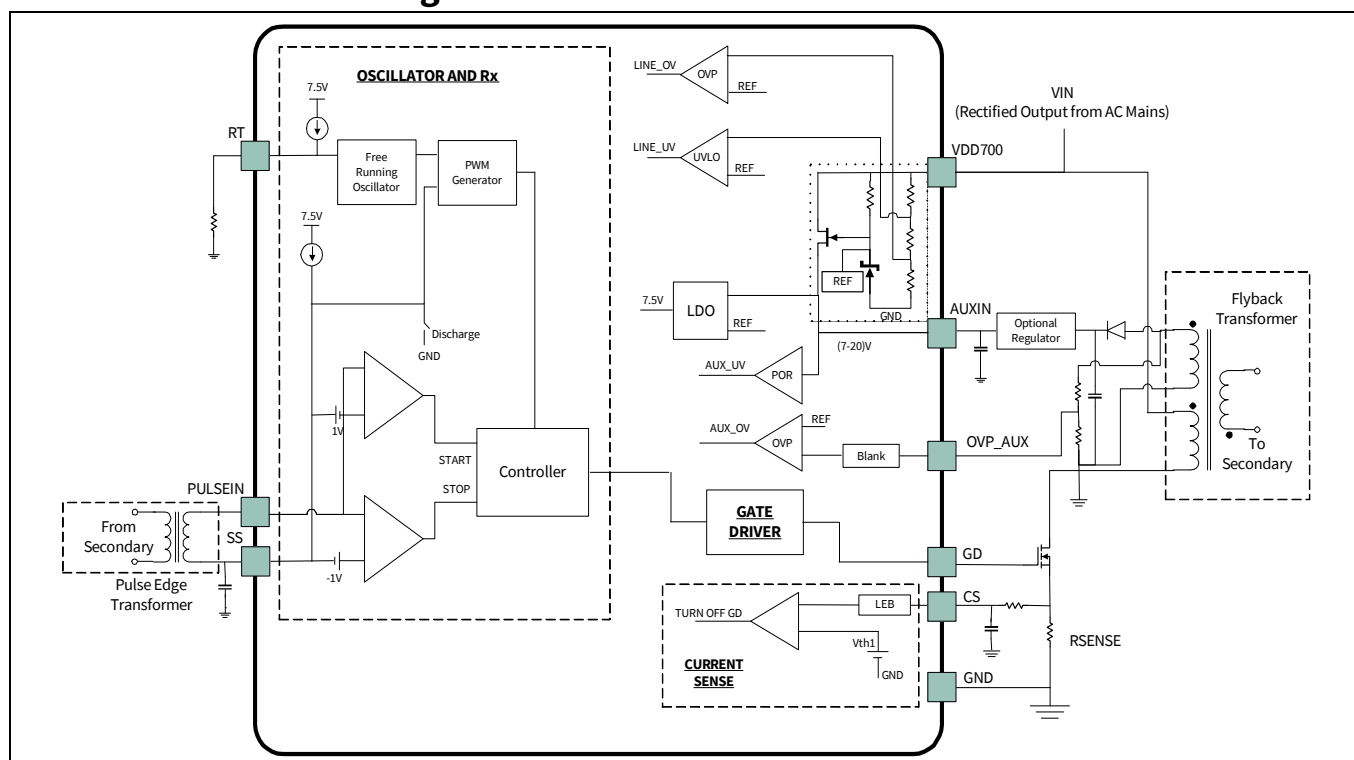 g
OSCILLATOR AND Rx
7.5V
RT
Free
Running
Oscillator
PWM
Generator
7.5V
Discharge
GND
1V
START
STOP
Controller
PULSEIN
SS
From
Secondary
-1V
Pulse Edge
Transformer
LINE_OV
OVP
REF
LINE_UV
UVLO
REF
VIN
(Rectified Output from AC Mains)
VDD700
REF
GND
7.5V
LDO
REF
AUXIN
(7-20)V
Optional
Regulator
Flyback
Transformer
AUX_UV
POR
AUX_OV
OVP
REF
Blank
OVP_AUX
To
Secondary
GATE
DRIVER
GD
TURN OFF GD
LEB
CS
Vth1
GND
RSENSE
CURRENT
SENSE
GND